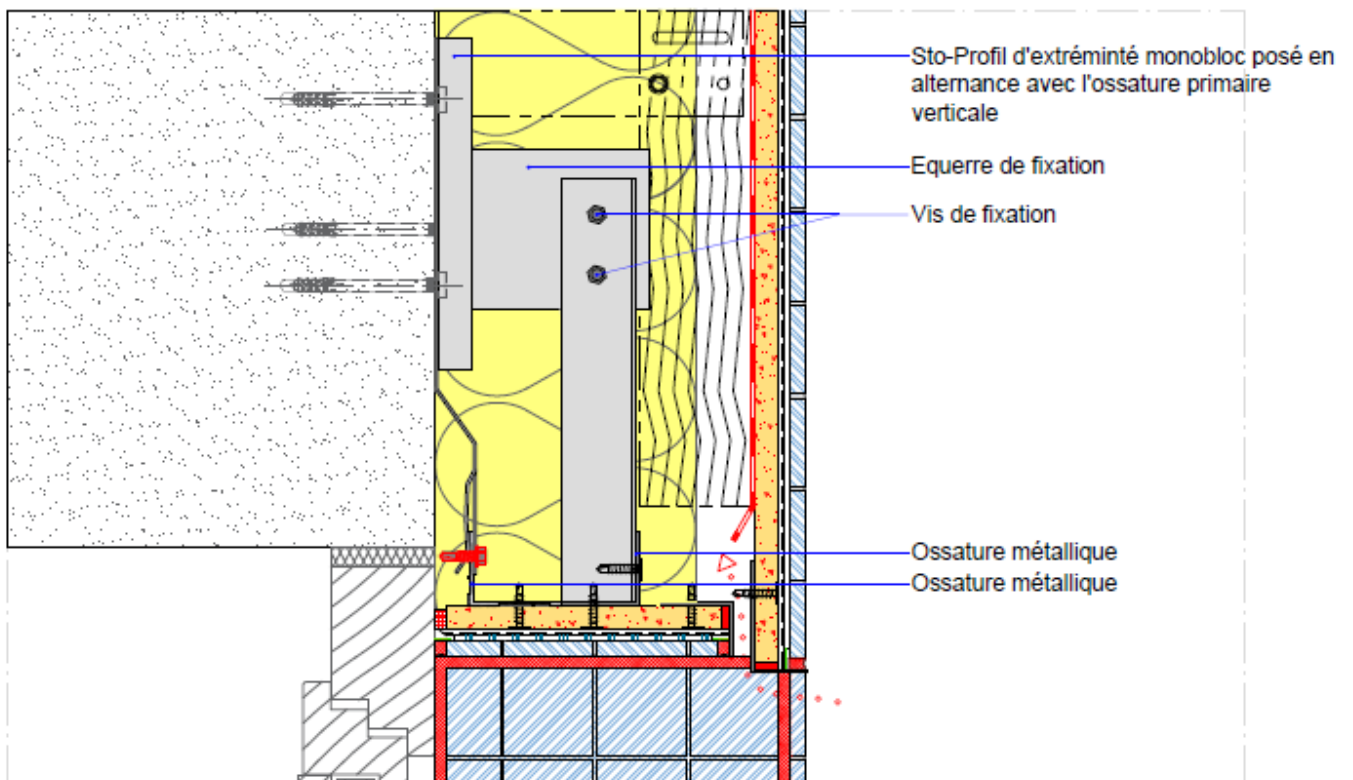 Sto-Profil d'extréminté monobloc posé en
alternance avec l'ossature primaire
verticale
Equerre de fixation
Vis de fixation
Ossature métallique
Ossature métallique